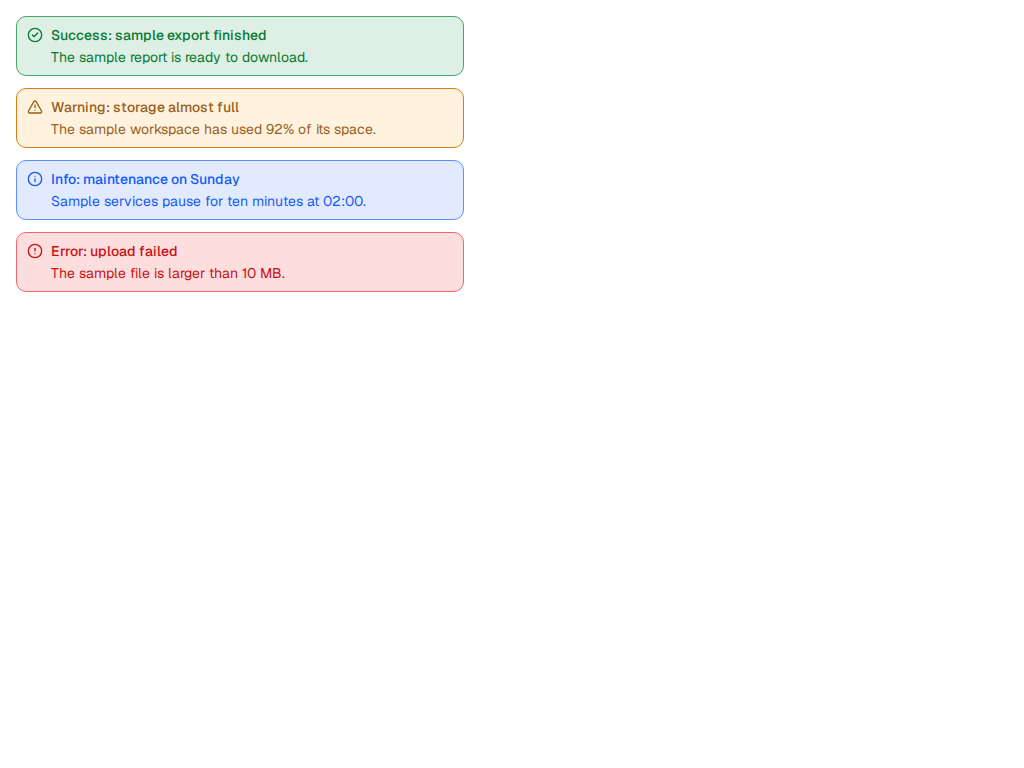 Success: sample export finished
The sample report is ready to download.
Warning: storage almost full
The sample workspace has used 92% of its space.
Info: maintenance on Sunday
Sample services pause for ten minutes at 02:00.
Error: upload failed
The sample file is larger than 10 MB.